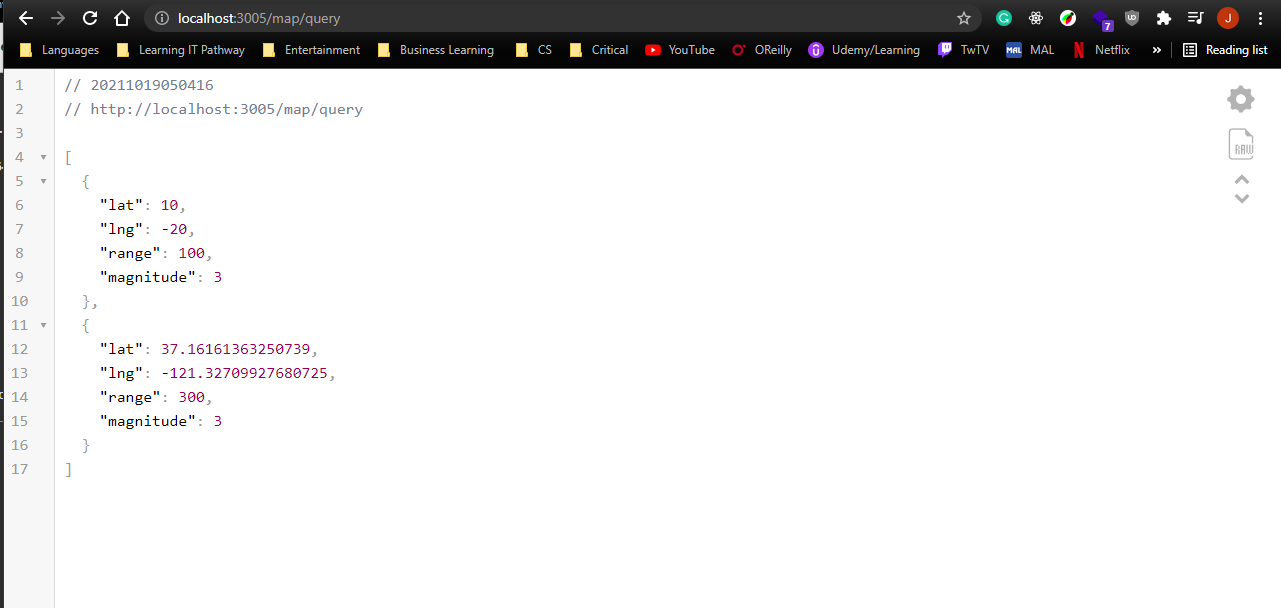 localhost:3005/map/query
7
Languages Learning IT Pathway Entertainment Business Learning CS Critical YouTube OReilly Udemy/Learning TwTV MAL MAL Netflix » Reading list
1 // 20211019050416
2 // http://localhost:3005/map/query
3
4 [
5 {
6 "lat": 10,
7 "lng": -20,
8 "range": 100,
9 "magnitude": 3
10 },
11 {
12 "lat": 37.16161363250739,
13 "lng": -121.32709927680725,
14 "range": 300,
15 "magnitude": 3
16 }
17 ]
J
RAW